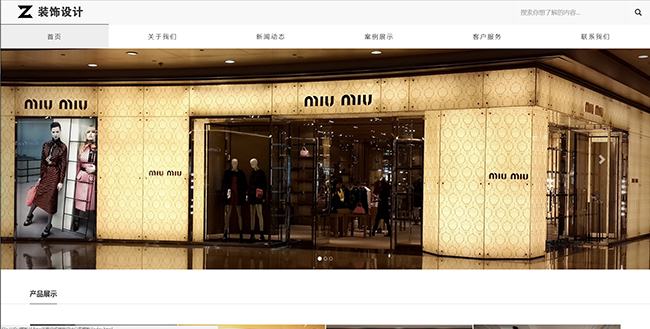 Z 装饰设计
搜索你想了解的内容...
首页 关于我们 新闻动态 案例展示 客户服务 联系我们
miu miu miu miu
miu miu miu miu
产品展示